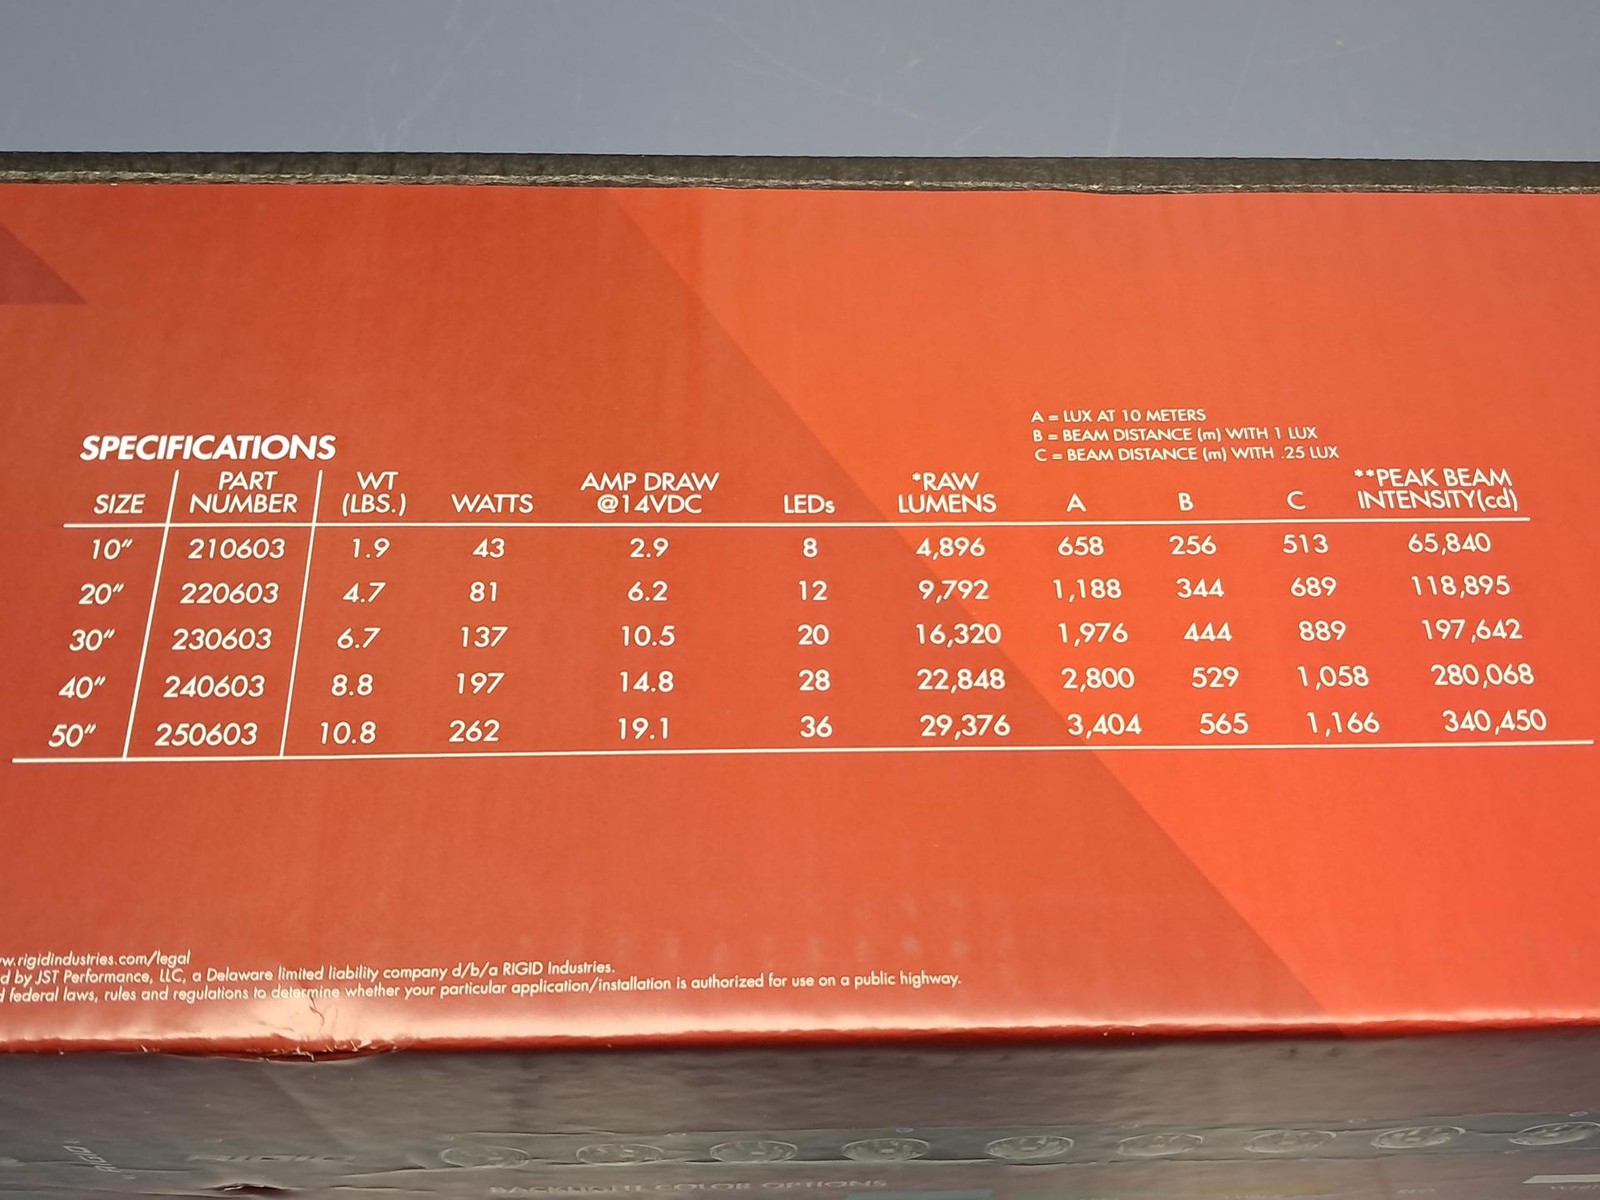 A = LUX AT 10 METERS
B = BEAM DISTANCE (m) WITH 1 LUX
C = BEAM DISTANCE (m) WITH .25 LUX
SPECIFICATIONS
SIZE PART NUMBER WT (LBS.) WATTS AMP DRAW @14VDC LEDs *RAW LUMENS A B C **PEAK BEAM INTENSITY(cd)
10" 210603 1.9 43 2.9 8 4,896 658 256 513 65,840
20" 220603 4.7 81 6.2 12 9,792 1,188 344 689 118,895
30" 230603 6.7 137 10.5 20 16,320 1,976 444 889 197,642
40" 240603 8.8 197 14.8 28 22,848 2,800 529 1,058 280,068
50" 250603 10.8 262 19.1 36 29,376 3,404 565 1,166 340,450
w.rigidindustries.com/legal
d by JST Performance, LLC, a Delaware limited liability company d/b/a RIGID Industries.
federal laws, rules and regulations to determine whether your particular application/installation is authorized for use on a public highway.
RIGID
BACKLIGHT COLOR OPTIONS